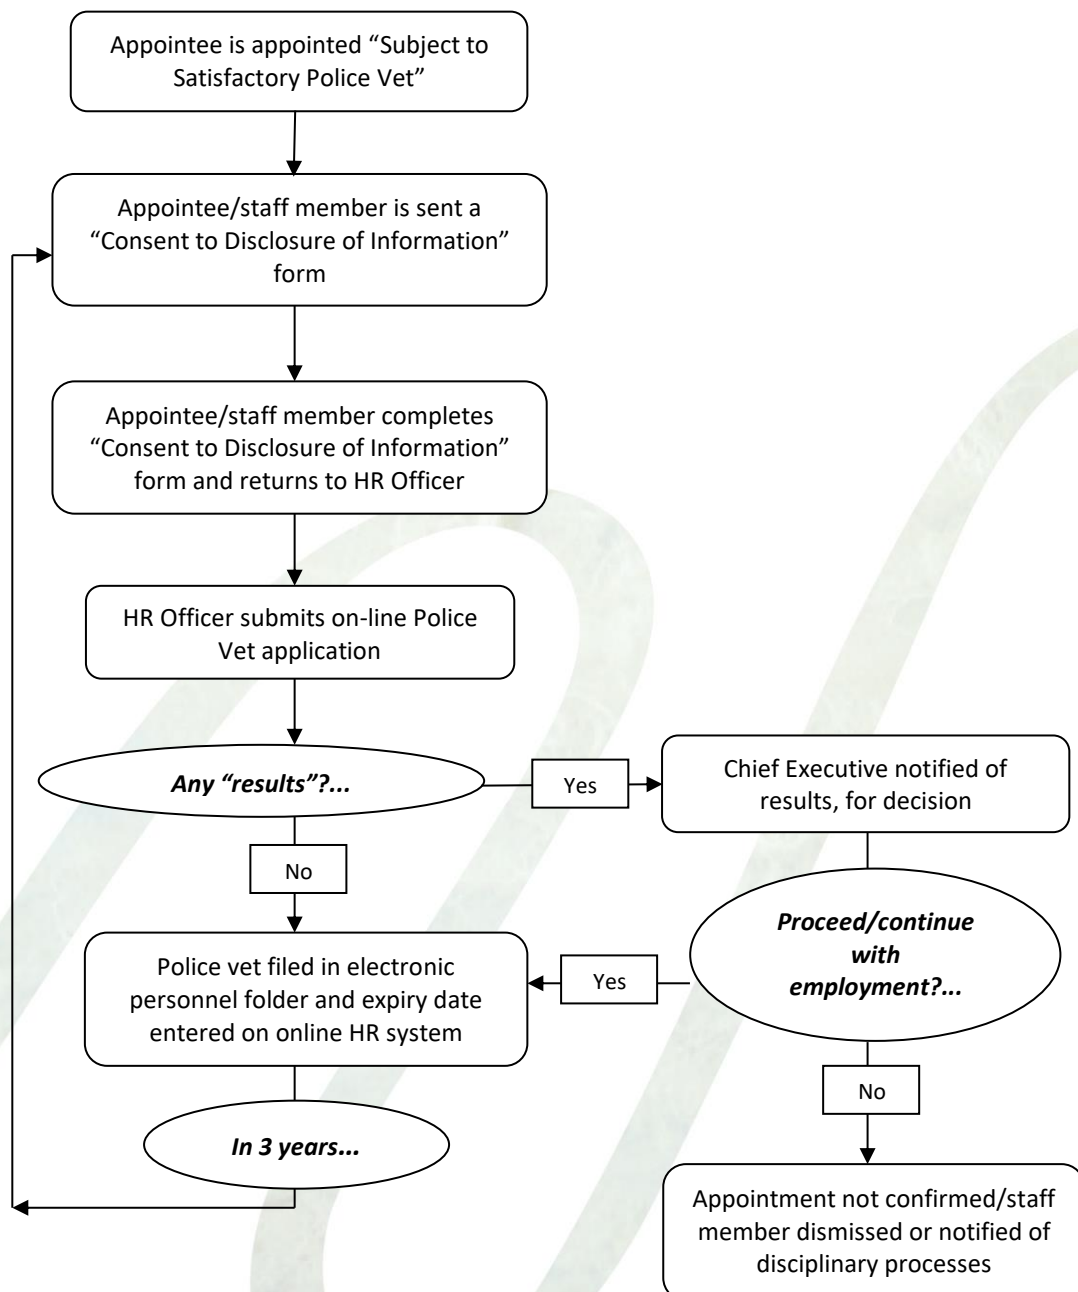 Appointee is appointed “Subject to
Satisfactory Police Vet”
Appointee/staff member is sent a
“Consent to Disclosure of Information”
form
Appointee/staff member completes
“Consent to Disclosure of Information”
form and returns to HR Officer
HR Officer submits on-line Police
Vet application
Any “results”?...
Yes
Chief Executive notified of
results, for decision
No
Proceed/continue
with
employment?...
Yes
Police vet filed in electronic
personnel folder and expiry date
entered on online HR system
No
In 3 years...
Appointment not confirmed/staff
member dismissed or notified of
disciplinary processes